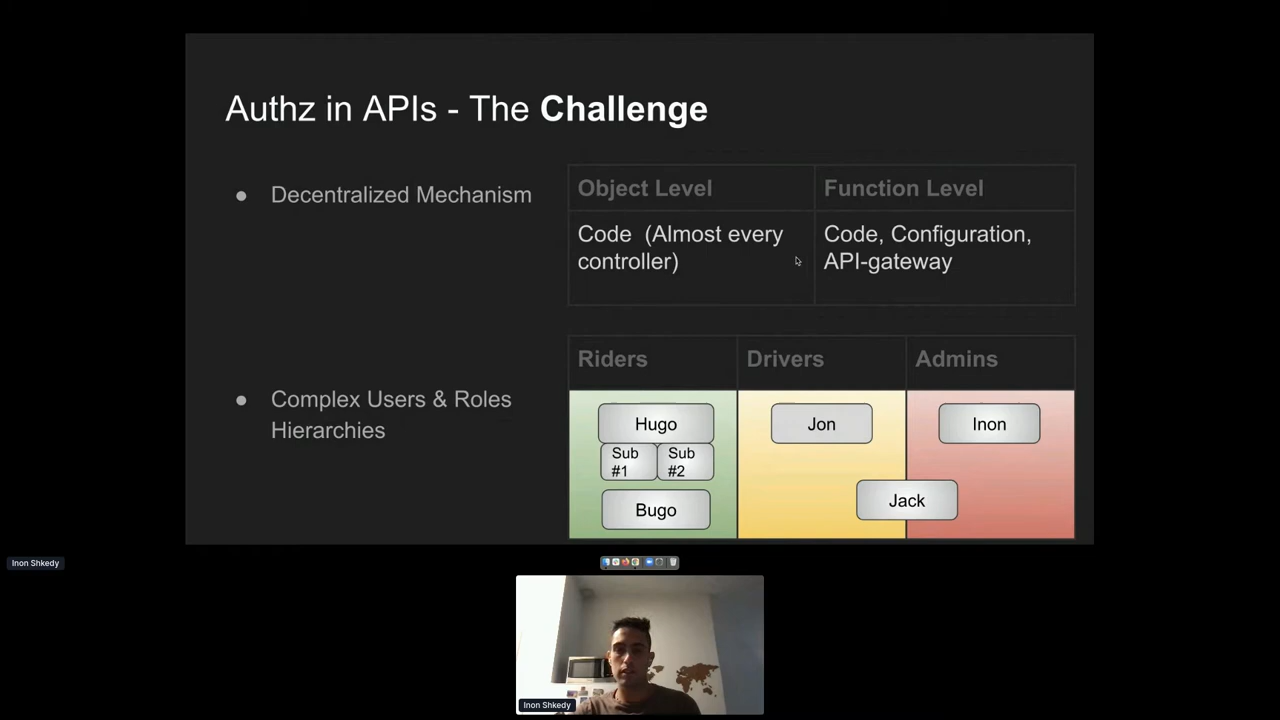 Authz in APIs - The Challenge
● Decentralized Mechanism
Object Level
Function Level
Code (Almost every
controller)
Code, Configuration,
API-gateway
● Complex Users & Roles
Hierarchies
Riders
Drivers
Admins
Hugo
Sub
#1
Sub
#2
Bugo
Jon
Inon
Jack
Inon Shkedy
Inon Shkedy